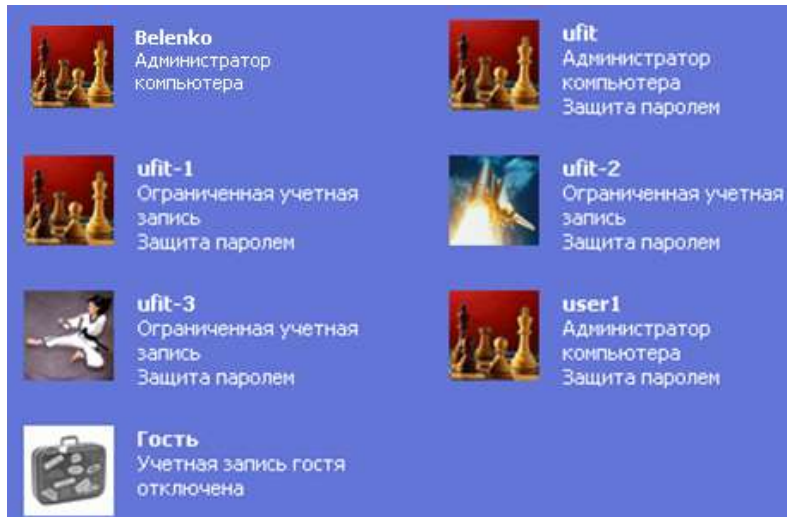 Belenko
Администратор
компьютера
ufit
Администратор
компьютера
Защита паролем
ufit-1
Ограниченная учетная
запись
Защита паролем
ufit-2
Ограниченная учетная
запись
Защита паролем
ufit-3
Ограниченная учетная
запись
Защита паролем
user1
Администратор
компьютера
Защита паролем
Гость
Учетная запись гостя
отключена